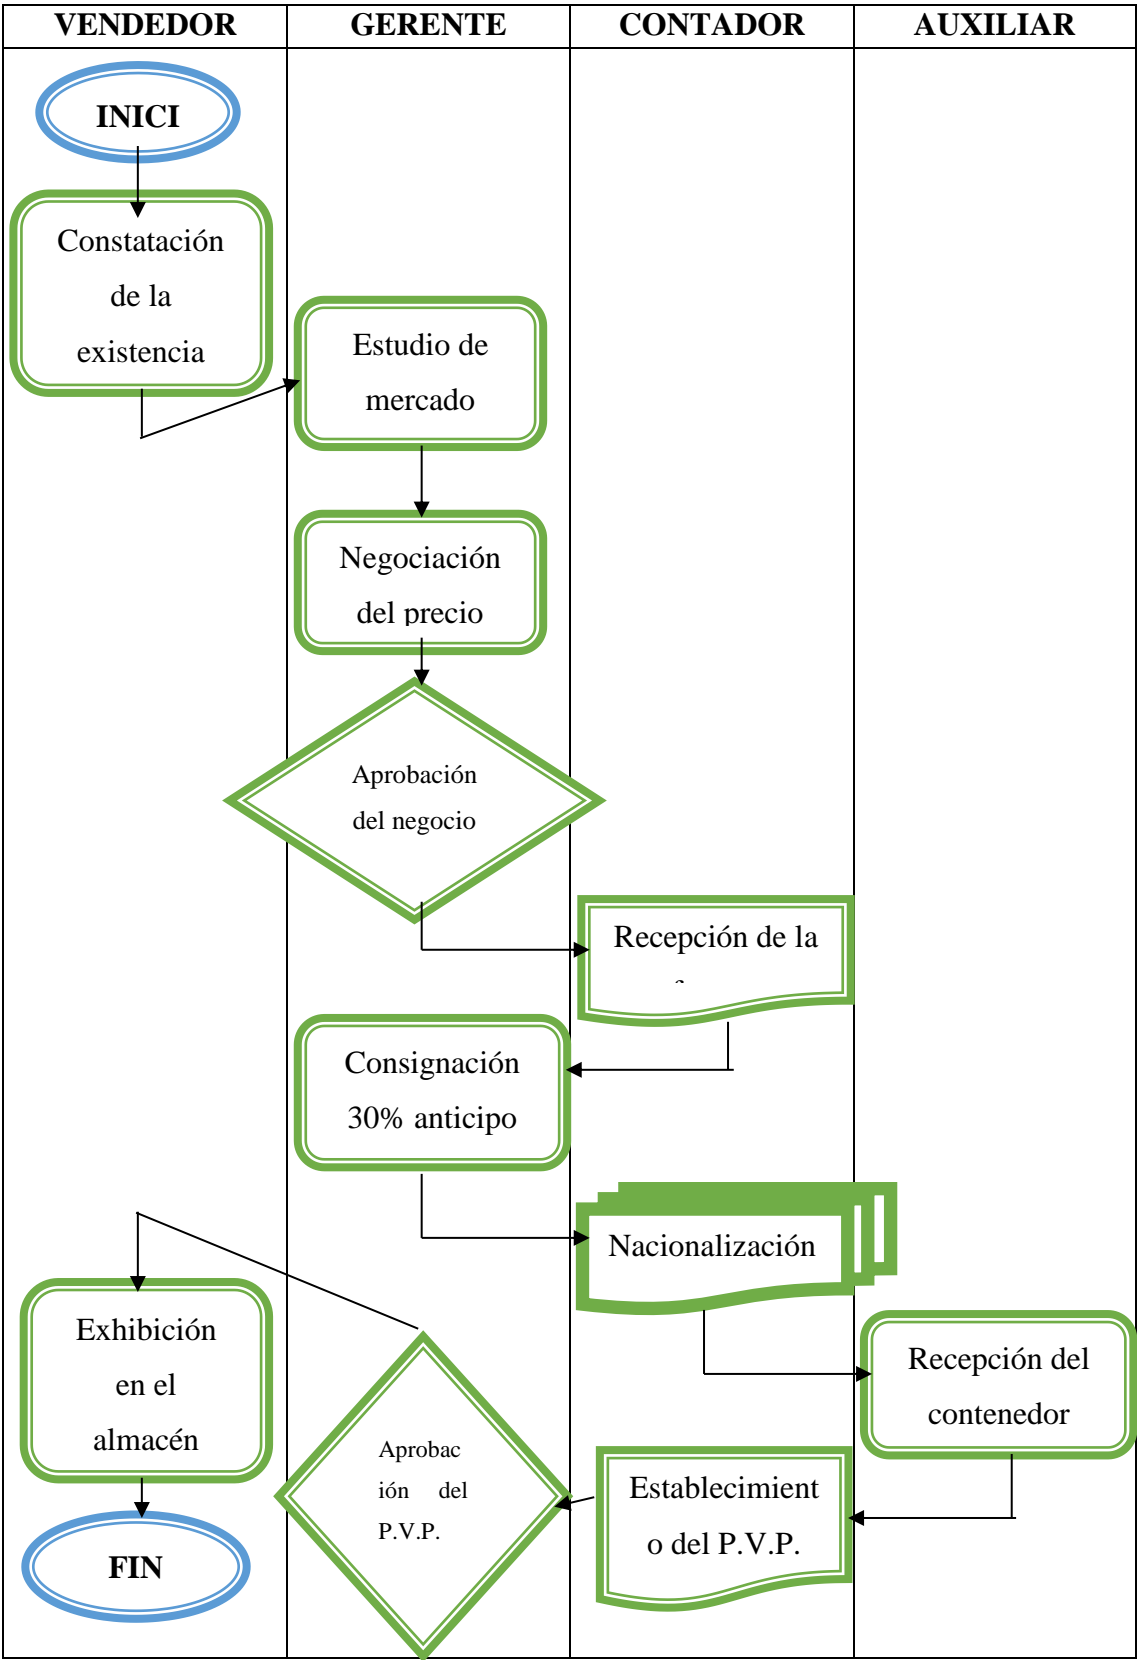 VENDEDOR GERENTE CONTADOR AUXILIAR
INICI
Constatación
de la
existencia
Estudio de
mercado
Negociación
del precio
Aprobación
del negocio
Recepción de la
Consignación
30% anticipo
Nacionalización
Recepción del
contenedor
Establecimient
o del P.V.P.
Aprobac
ión del
P.V.P.
Exhibición
en el
almacén
FIN